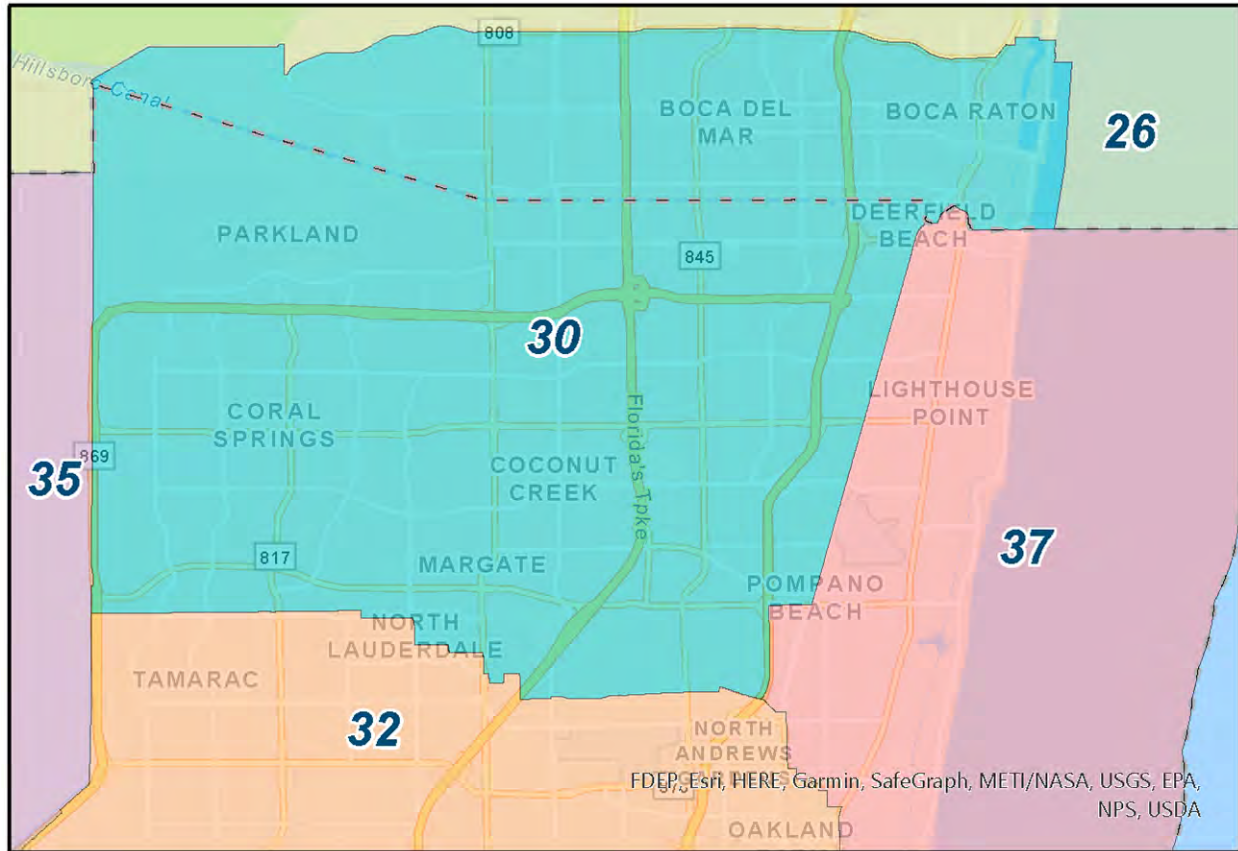 808
Hillsboro Canal
BOCA DEL
MAR
BOCA RATON
26
PARKLAND
DEERFIELD
BEACH
845
30
LIGHTHOUSE
POINT
CORAL
SPRINGS
Florida's Tpke
869
35
COCONUT
CREEK
817
MARGATE
37
POMPANO
BEACH
NORTH
LAUDERDALE
TAMARAC
32
NORTH
ANDREWS
FDEP, Esri, HERE, Garmin, SafeGraph, METI/NASA, USGS, EPA,
NPS, USDA
OAKLAND